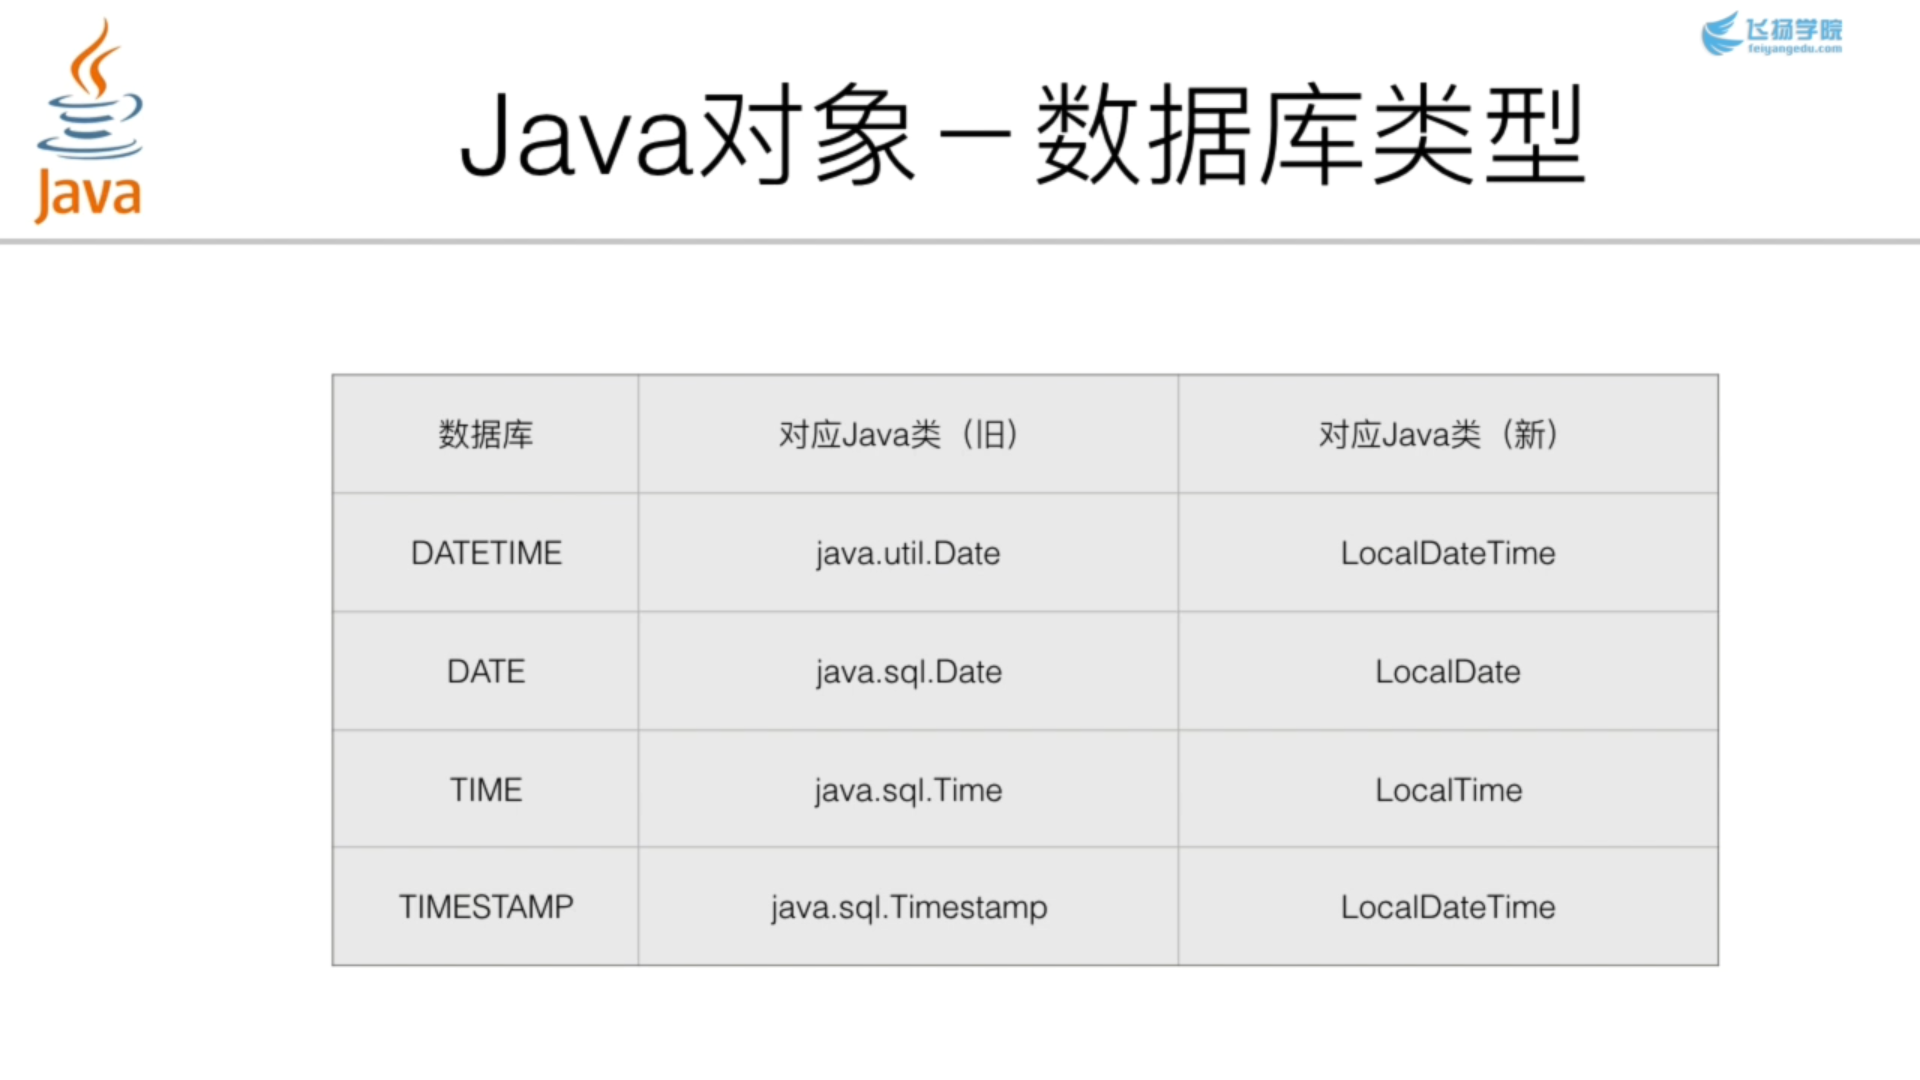 飞扬学院
feiyangedu.com
Java
Java对象－数据库类型
数据库 对应Java类（旧） 对应Java类（新）
DATETIME java.util.Date LocalDateTime
DATE java.sql.Date LocalDate
TIME java.sql.Time LocalTime
TIMESTAMP java.sql.Timestamp LocalDateTime